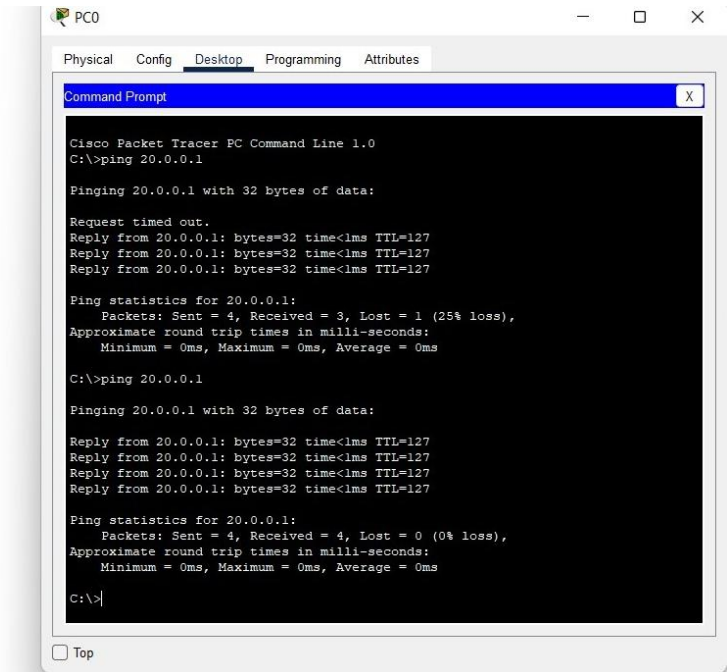 PC0
Physical Config Desktop Programming Attributes
Command Prompt X
Cisco Packet Tracer PC Command Line 1.0
C:\>ping 20.0.0.1
Pinging 20.0.0.1 with 32 bytes of data:
Request timed out.
Reply from 20.0.0.1: bytes=32 time<1ms TTL=127
Reply from 20.0.0.1: bytes=32 time<1ms TTL=127
Reply from 20.0.0.1: bytes=32 time<1ms TTL=127
Ping statistics for 20.0.0.1:
Packets: Sent = 4, Received = 3, Lost = 1 (25% loss),
Approximate round trip times in milli-seconds:
Minimum = 0ms, Maximum = 0ms, Average = 0ms
C:\>ping 20.0.0.1
Pinging 20.0.0.1 with 32 bytes of data:
Reply from 20.0.0.1: bytes=32 time<1ms TTL=127
Reply from 20.0.0.1: bytes=32 time<1ms TTL=127
Reply from 20.0.0.1: bytes=32 time<1ms TTL=127
Reply from 20.0.0.1: bytes=32 time<1ms TTL=127
Ping statistics for 20.0.0.1:
Packets: Sent = 4, Received = 4, Lost = 0 (0% loss),
Approximate round trip times in milli-seconds:
Minimum = 0ms, Maximum = 0ms, Average = 0ms
C:\>
Top